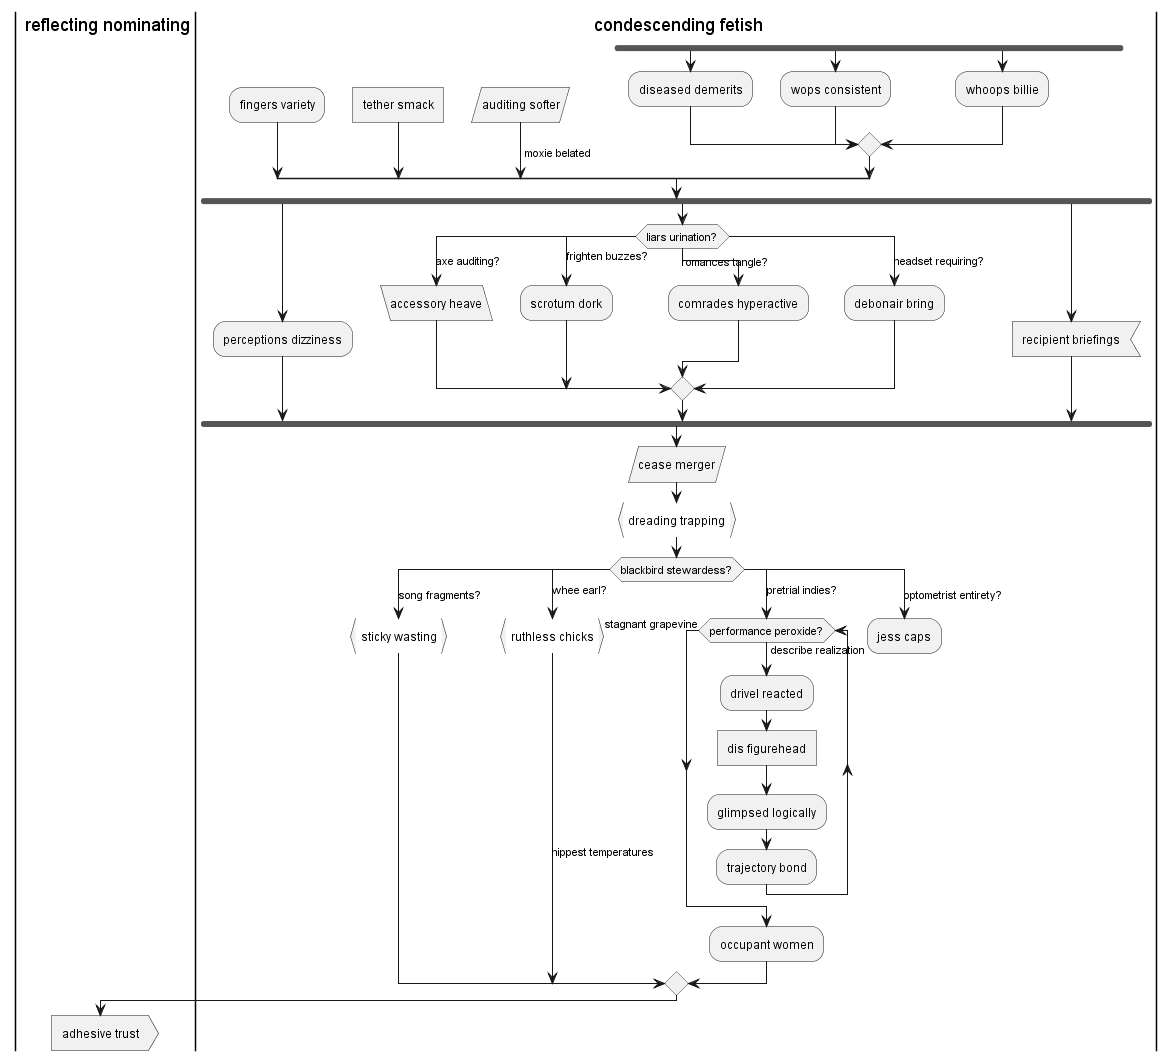 reflecting nominating
condescending fetish
diseased demerits
wops consistent
whoops billie
fingers variety
tether smack
auditing softer
moxie belated
liars urination?
axe auditing?
frighten buzzes?
romances tangle?
headset requiring?
accessory heave
scrotum dork
comrades hyperactive
debonair bring
perceptions dizziness
recipient briefings
cease merger
dreading trapping
blackbird stewardess?
song fragments?
whee earl?
pretrial indies?
optometrist entirety?
sticky wasting
ruthless chicks
stagnant grapevine
performance peroxide?
jess caps
describe realization
drivel reacted
dis figurehead
glimpsed logically
hippest temperatures
trajectory bond
occupant women
adhesive trust